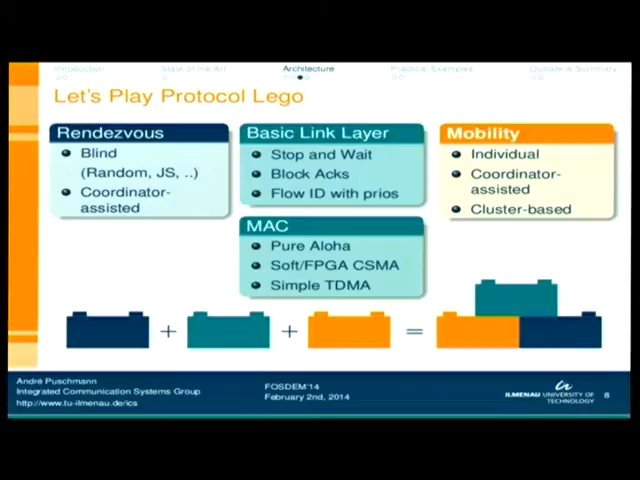 Introduction
State of the Art
Architecture
Practical Examples
Outlook & Summary
Let's Play Protocol Lego
Rendezvous
Blind
(Random, JS, ..)
Coordinator-
assisted
Basic Link Layer
Stop and Wait
Block Acks
Flow ID with prios
MAC
Pure Aloha
Soft/FPGA CSMA
Simple TDMA
Mobility
Individual
Coordinator-
assisted
Cluster-based
+ + =
André Puschmann
Integrated Communication Systems Group
http://www.tu-ilmenau.de/ics
FOSDEM'14
February 2nd, 2014
ILMENAU UNIVERSITY OF
TECHNOLOGY
8